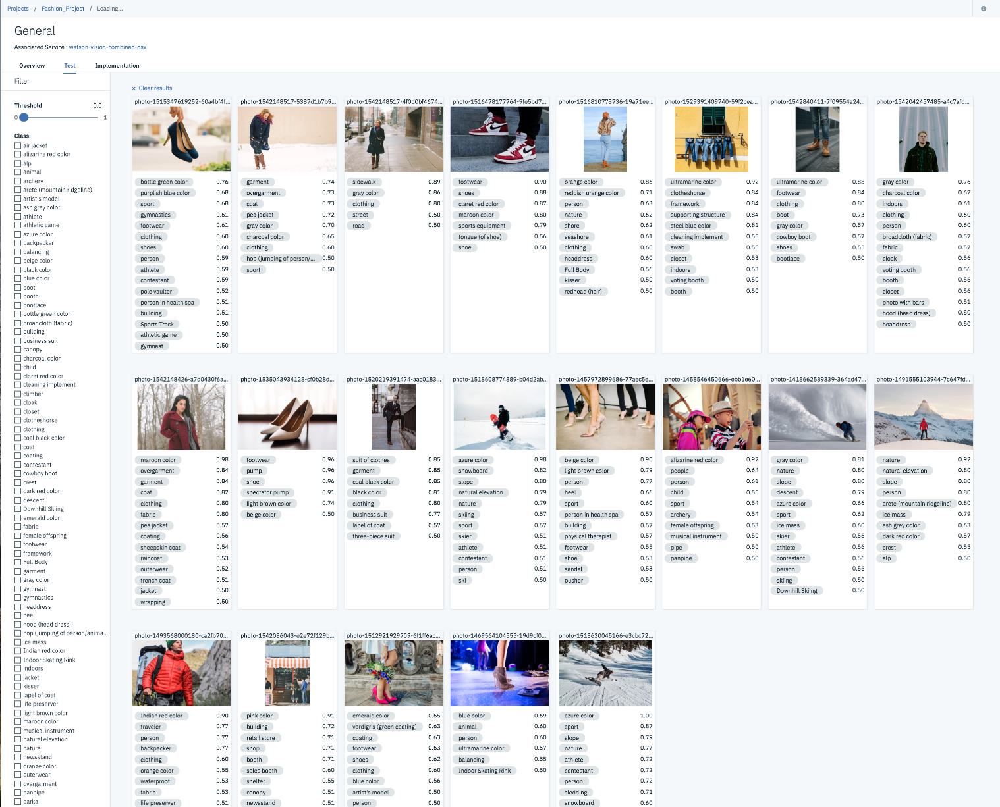 Projects / Fashion_Project / Loading...
General
Associated Service : watson-vision-combined-dsx
Overview Test Implementation
Filter
Threshold 0.0
0 1
Class
air jacket
alizarine red color
alp
animal
archery
arete (mountain ridgeline)
artist's model
ash grey color
athlete
athletic game
azure color
backpacker
balancing
beige color
black color
blue color
boot
booth
bootlace
bottle green color
broadcloth (fabric)
building
business suit
canopy
charcoal color
child
claret red color
cleaning implement
climber
cloak
closet
clotheshorse
clothing
coal black color
coat
coating
contestant
cowboy boot
crest
dark red color
descent
Downhill Skiing
emerald color
fabric
female offspring
footwear
framework
Full Body
garment
gray color
gymnast
gymnastics
headdress
heel
hood (head dress)
hop (jumping of person/anima...
ice mass
Indian red color
Indoor Skating Rink
indoors
jacket
kisser
lapel of coat
life preserver
light brown color
maroon color
musical instrument
natural elevation
nature
newsstand
orange color
outerwear
overgarment
panpipe
parka
× Clear results
photo-1515347619252-60a4bf4f...
bottle green color 0.76
purplish blue color 0.68
sport 0.68
gymnastics 0.61
footwear 0.61
clothing 0.60
shoes 0.60
person 0.59
athlete 0.59
contestant 0.59
pole vaulter 0.52
person in health spa 0.51
building 0.51
Sports Track 0.50
athletic game 0.50
gymnast 0.50
photo-1542148517-5387d1b7b9...
garment 0.74
overgarment 0.73
coat 0.73
pea jacket 0.72
gray color 0.70
charcoal color 0.65
clothing 0.60
hop (jumping of person/... 0.50
sport 0.50
photo-1542148517-4f0d0bf4674...
sidewalk 0.89
gray color 0.86
clothing 0.80
street 0.50
road 0.50
photo-1516478177764-9fe5bd7...
footwear 0.90
shoes 0.88
claret red color 0.87
maroon color 0.80
sports equipment 0.79
tongue (of shoe) 0.56
shoe 0.50
photo-1516810773736-19a71ee...
orange color 0.86
reddish orange color 0.71
person 0.63
nature 0.62
shore 0.62
seashore 0.61
clothing 0.60
headdress 0.60
Full Body 0.56
kisser 0.50
redhead (hair) 0.50
photo-1529391409740-59f2cea...
ultramarine color 0.92
clotheshorse 0.84
framework 0.84
supporting structure 0.84
steel blue color 0.81
cleaning implement 0.55
swab 0.55
closet 0.53
indoors 0.53
voting booth 0.50
booth 0.50
photo-1542840411-7f09554a24...
ultramarine color 0.88
footwear 0.84
clothing 0.80
boot 0.73
gray color 0.57
cowboy boot 0.57
shoes 0.55
bootlace 0.50
photo-1542042457485-a4c7afd...
gray color 0.76
charcoal color 0.67
indoors 0.61
clothing 0.60
person 0.60
broadcloth (fabric) 0.57
fabric 0.57
cloak 0.56
voting booth 0.56
booth 0.56
closet 0.56
photo with bars 0.51
hood (head dress) 0.50
headdress 0.50
photo-1542148426-a7d0430f6a...
maroon color 0.98
overgarment 0.84
garment 0.84
coat 0.82
clothing 0.80
fabric 0.80
pea jacket 0.57
coating 0.56
sheepskin coat 0.54
raincoat 0.53
outerwear 0.52
trench coat 0.51
jacket 0.50
wrapping 0.50
photo-1535043934128-cf0b28d...
footwear 0.96
pump 0.96
shoe 0.96
spectator pump 0.91
light brown color 0.74
beige color 0.50
photo-1520219391474-aac0183...
suit of clothes 0.85
garment 0.85
coal black color 0.85
black color 0.81
clothing 0.80
business suit 0.77
lapel of coat 0.57
three-piece suit 0.50
photo-1518608774889-b04d2ab...
azure color 0.98
snowboard 0.82
slope 0.80
natural elevation 0.79
nature 0.79
skiing 0.57
sport 0.57
skier 0.51
athlete 0.51
contestant 0.51
person 0.51
ski 0.50
photo-1457972899686-77aec5e...
beige color 0.90
light brown color 0.79
person 0.77
heel 0.66
sport 0.60
person in health spa 0.57
building 0.57
physical therapist 0.57
footwear 0.55
shoe 0.53
sandal 0.53
pusher 0.50
photo-1458546450666-ebb1e60...
alizarine red color 0.97
people 0.64
person 0.61
child 0.55
sport 0.54
archery 0.54
female offspring 0.53
musical instrument 0.50
pipe 0.50
panpipe 0.50
photo-1418662589339-364ad47...
gray color 0.81
nature 0.80
slope 0.80
descent 0.79
azure color 0.66
sport 0.62
ice mass 0.60
skier 0.56
athlete 0.56
contestant 0.56
person 0.56
skiing 0.50
Downhill Skiing 0.50
photo-1491555103944-7c647fd...
nature 0.92
natural elevation 0.80
slope 0.80
person 0.80
arete (mountain ridgeline) 0.80
ice mass 0.79
ash grey color 0.63
dark red color 0.57
crest 0.55
alp 0.50
photo-1493568000180-ca2fb70...
Indian red color 0.90
traveler 0.77
person 0.77
backpacker 0.77
clothing 0.60
orange color 0.55
waterproof 0.53
fabric 0.53
life preserver 0.51
photo-1542086043-e2e72f129b...
pink color 0.91
building 0.72
retail store 0.71
shop 0.71
booth 0.71
sales booth 0.60
shelter 0.55
canopy 0.51
newsstand 0.51
photo-1512921929709-6f1ff6ac...
emerald color 0.65
verdigris (green coating) 0.63
coating 0.63
footwear 0.63
shoes 0.62
clothing 0.60
blue color 0.56
artist's model 0.50
person 0.50
photo-1469564104555-19d9cf0...
blue color 0.69
animal 0.60
person 0.60
ultramarine color 0.57
balancing 0.55
Indoor Skating Rink 0.50
photo-1518630045166-e3cbc72...
azure color 1.00
sport 0.87
slope 0.79
nature 0.77
athlete 0.72
contestant 0.72
person 0.72
sledding 0.71
snowboard 0.60